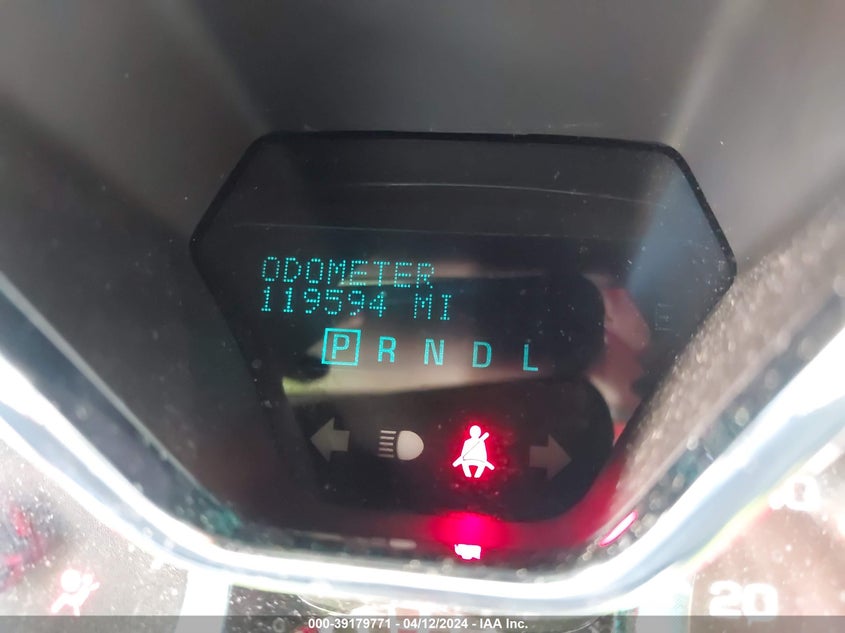 ODOMETER
119594 MI
P R N D L
20
000-39179771 - 04/12/2024 - IAA Inc.